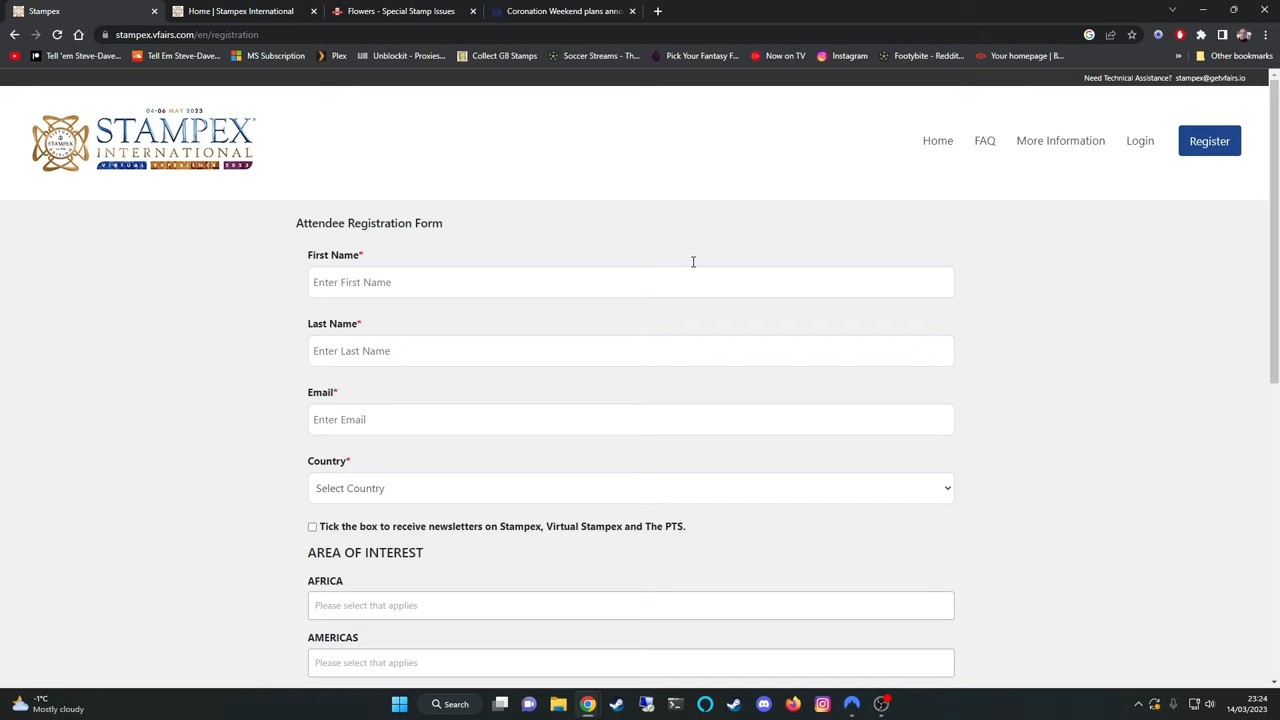 Stampex
Home | Stampex International
Flowers - Special Stamp Issues
Coronation Weekend plans anno
stampex.vfairs.com/en/registration
Tell 'em Steve-Dave...
Plex
Tell 'Em Steve-Dave...
MS Subscription
Unblockit - Proxies...
Collect GB Stamps
Soccer Streams - Th...
Pick Your Fantasy F...
Now on TV
Instagram
Footybite - Reddit...
Your homepage | B...
»
Other bookmarks
Need Technical Assistance? stampex@getvfairs.io
04-06 MAY 2023
STAMPEX
INTERNATIONAL
VIRTUAL EXPERIENCE 2023
STAMPEX
Home
FAQ
More Information
Login
Register
Attendee Registration Form
First Name*
Enter First Name
Last Name*
Enter Last Name
Email*
Enter Email
Country*
Select Country
Tick the box to receive newsletters on Stampex, Virtual Stampex and The PTS.
AREA OF INTEREST
AFRICA
Please select that applies
AMERICAS
Please select that applies
-1°C
Mostly cloudy
Search
23:24
14/03/2023